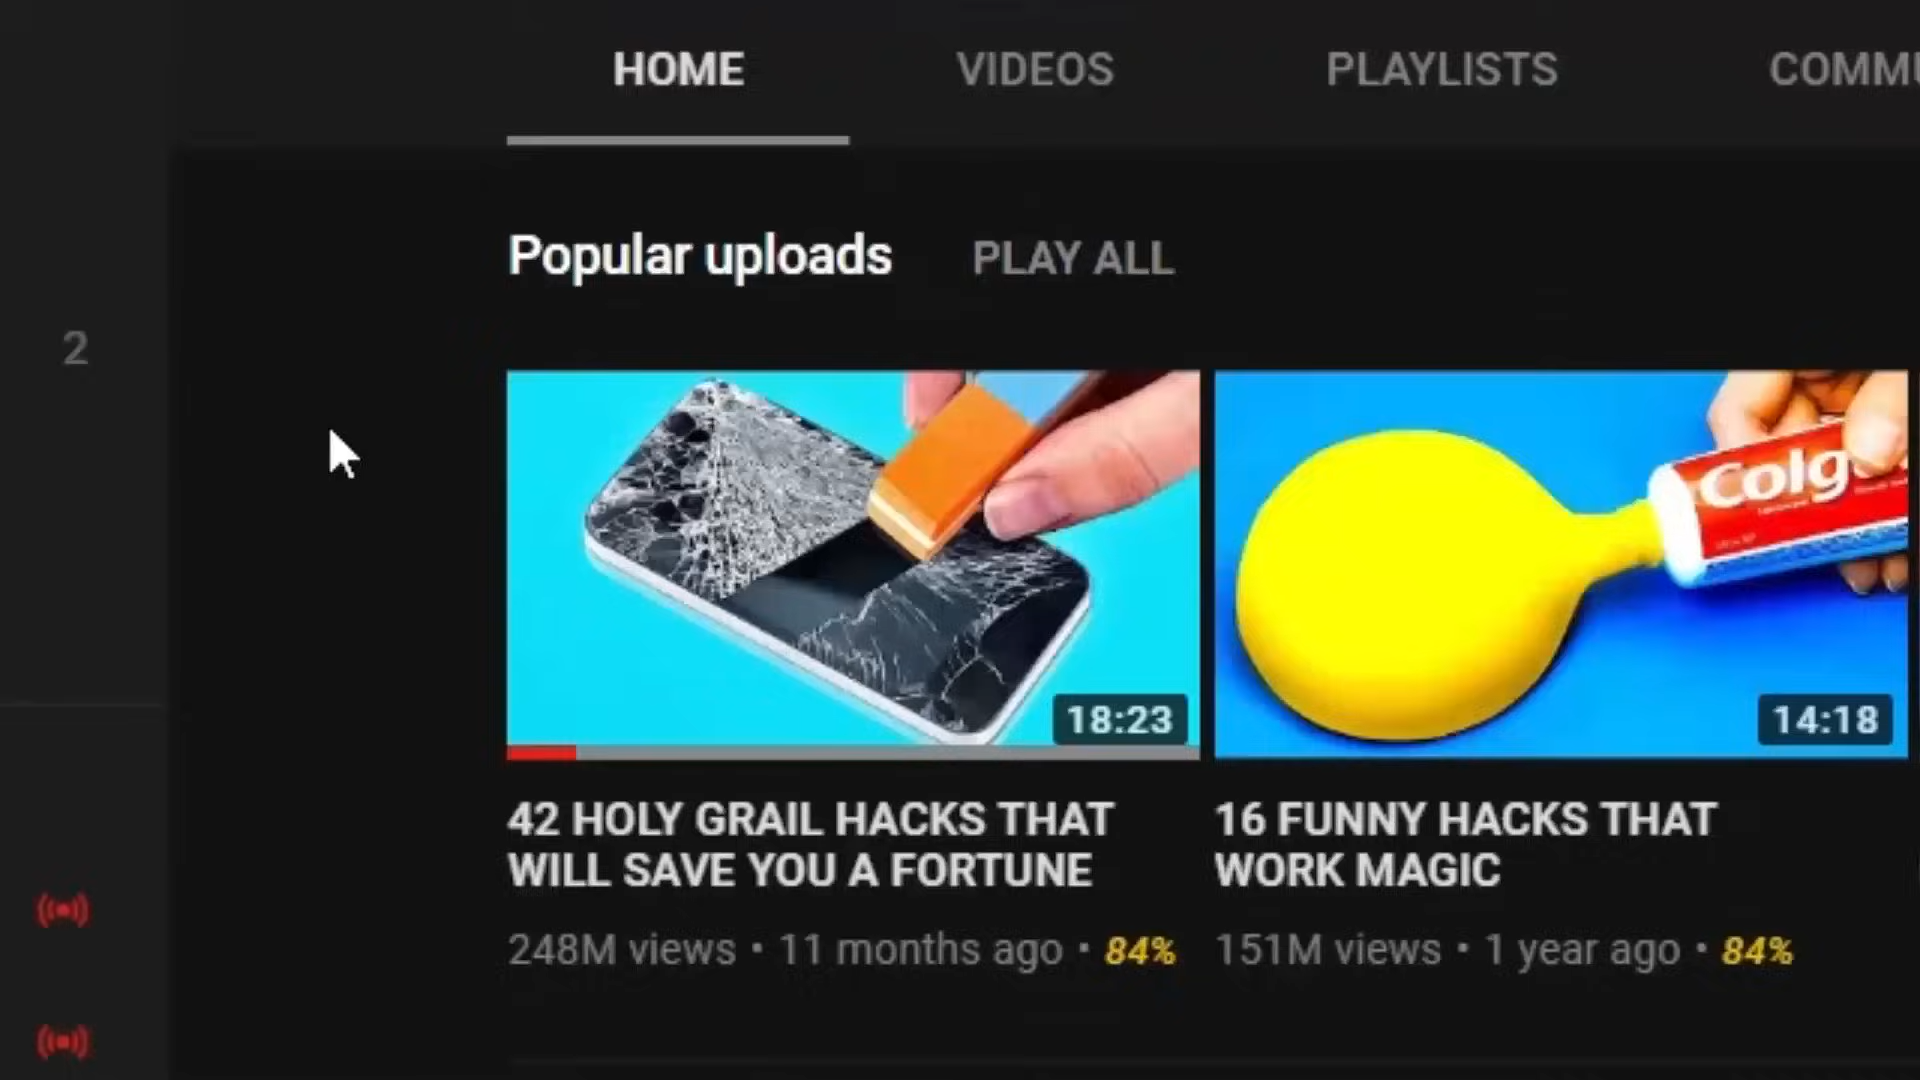 HOME VIDEOS PLAYLISTS COMMU
Popular uploads PLAY ALL
2
Colg
18:23
14:18
42 HOLY GRAIL HACKS THAT
WILL SAVE YOU A FORTUNE
248M views • 11 months ago • 84%
16 FUNNY HACKS THAT
WORK MAGIC
151M views • 1 year ago • 84%